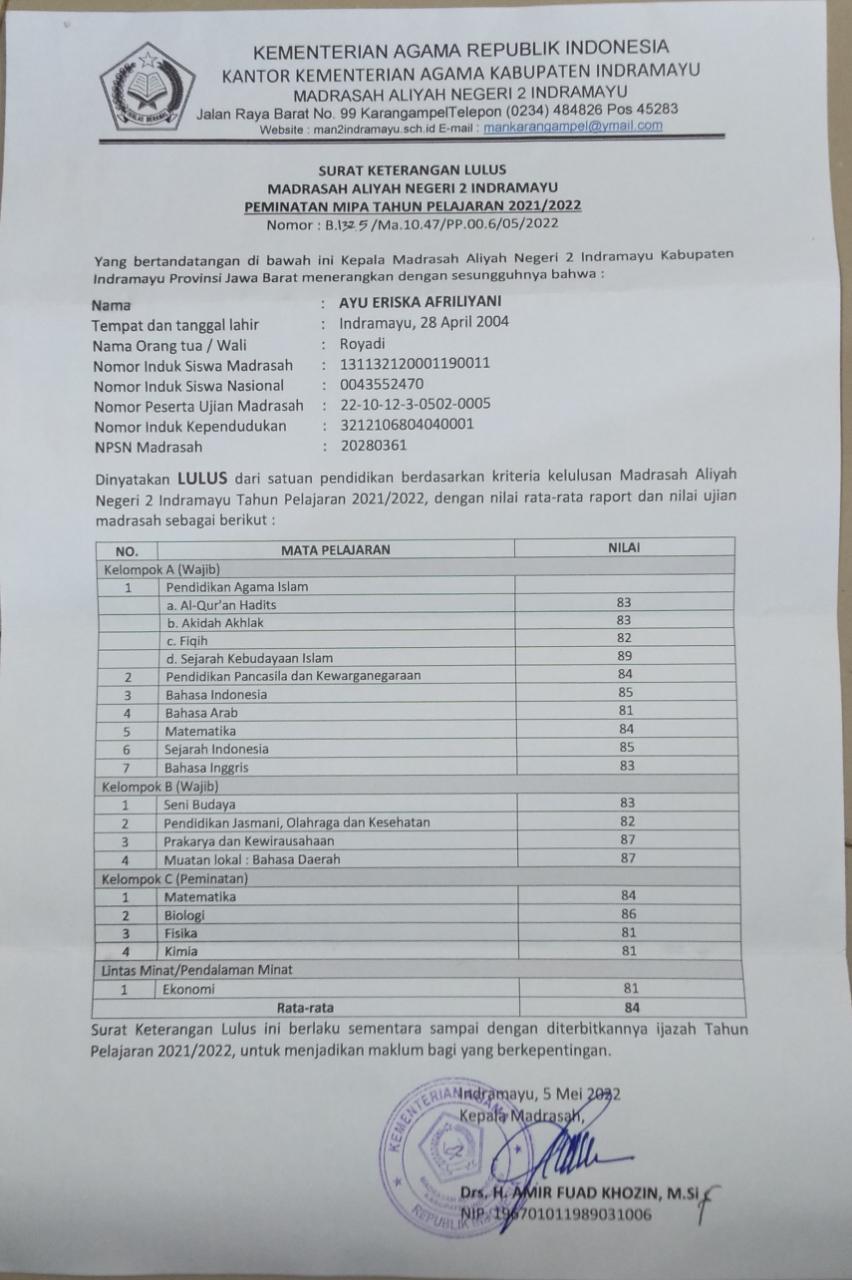 KEMENTERIAN AGAMA REPUBLIK INDONESIA
KANTOR KEMENTERIAN AGAMA KABUPATEN INDRAMAYU
MADRASAH ALIYAH NEGERI 2 INDRAMAYU
Jalan Raya Barat No. 99 KarangampelTelepon (0234) 484826 Pos 45283
Website : man2indramayu.sch.id E-mail : mankarangampel@ymail.com
SURAT KETERANGAN LULUS
MADRASAH ALIYAH NEGERI 2 INDRAMAYU
PEMINATAN MIPA TAHUN PELAJARAN 2021/2022
Nomor : B.1325/Ma.10.47/PP.00.6/05/2022
Yang bertandatangan di bawah ini Kepala Madrasah Aliyah Negeri 2 Indramayu Kabupaten
Indramayu Provinsi Jawa Barat menerangkan dengan sesungguhnya bahwa :
Nama : AYU ERISKA AFRILIYANI
Tempat dan tanggal lahir : Indramayu, 28 April 2004
Nama Orang tua / Wali : Royadi
Nomor Induk Siswa Madrasah : 131132120001190011
Nomor Induk Siswa Nasional : 0043552470
Nomor Peserta Ujian Madrasah : 22-10-12-3-0502-0005
Nomor Induk Kependudukan : 3212106804040001
NPSN Madrasah : 20280361
Dinyatakan LULUS dari satuan pendidikan berdasarkan kriteria kelulusan Madrasah Aliyah
Negeri 2 Indramayu Tahun Pelajaran 2021/2022, dengan nilai rata-rata raport dan nilai ujian
madrasah sebagai berikut :
NO. MATA PELAJARAN NILAI
Kelompok A (Wajib)
1 Pendidikan Agama Islam
a. Al-Qur'an Hadits 83
b. Akidah Akhlak 83
c. Fiqih 82
d. Sejarah Kebudayaan Islam 89
2 Pendidikan Pancasila dan Kewarganegaraan 84
3 Bahasa Indonesia 85
4 Bahasa Arab 81
5 Matematika 84
6 Sejarah Indonesia 85
7 Bahasa Inggris 83
Kelompok B (Wajib)
1 Seni Budaya 83
2 Pendidikan Jasmani, Olahraga dan Kesehatan 82
3 Prakarya dan Kewirausahaan 87
4 Muatan lokal : Bahasa Daerah 87
Kelompok C (Peminatan)
1 Matematika 84
2 Biologi 86
3 Fisika 81
4 Kimia 81
Lintas Minat/Pendalaman Minat
1 Ekonomi 81
Rata-rata 84
Surat Keterangan Lulus ini berlaku sementara sampai dengan diterbitkannya ijazah Tahun
Pelajaran 2021/2022, untuk menjadikan maklum bagi yang berkepentingan.
Indramayu, 5 Mei 2022
Kepala Madrasah,
Drs. H. AMIR FUAD KHOZIN, M.Si
NIP. 196701011989031006